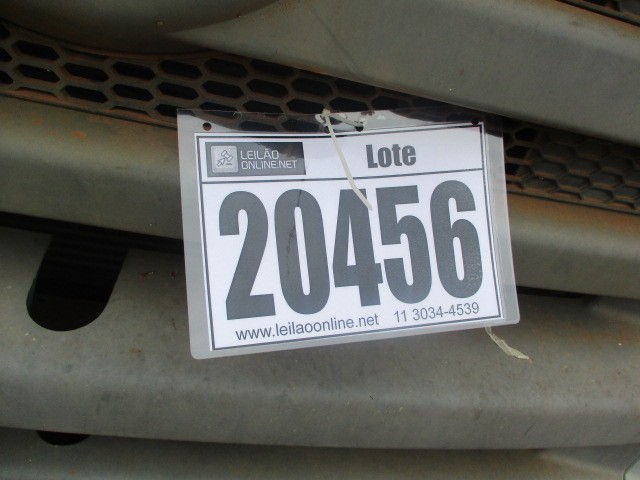 LEILÃO
ONLINE.NET
Lote
20456
www.leilaoonline.net 11 3034-4539